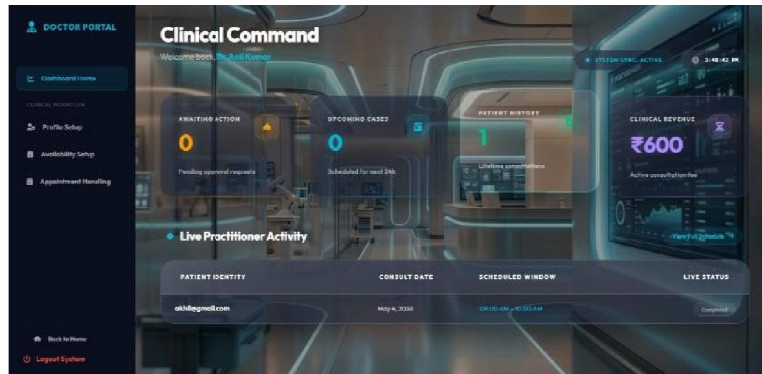 DOCTOR PORTAL
Dashboard Home
CLINICAL WORKFLOW
Profile Setup
Availability Setup
Appointment Handling
Back to Home
Logout System
Clinical Command
Welcome back, Dr. Anil Kumar
SYSTEM SYNC: ACTIVE
3:48:42 PM
AWAITING ACTION
0
Pending approval requests
UPCOMING CASES
0
Scheduled for next 24h
PATIENT HISTORY
1
Lifetime consultations
CLINICAL REVENUE
₹600
Active consultation fee
Live Practitioner Activity
View Full Schedule
PATIENT IDENTITY CONSULT DATE SCHEDULED WINDOW LIVE STATUS
akhil@gmail.com May 4, 2026 09:00 AM - 10:00 AM Completed